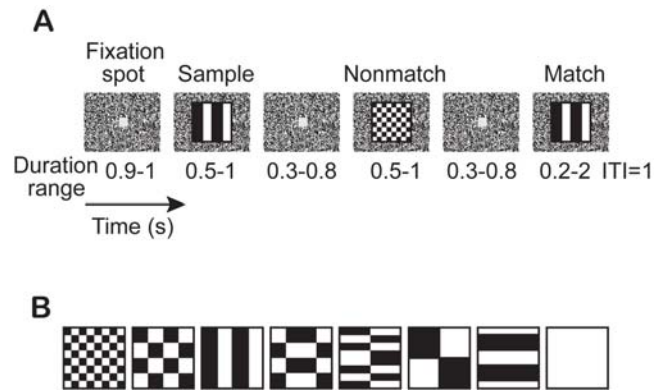 A
Fixation
spot Sample Nonmatch Match
Duration
range 0.9-1 0.5-1 0.3-0.8 0.5-1 0.3-0.8 0.2-2 ITI=1
Time (s)
B